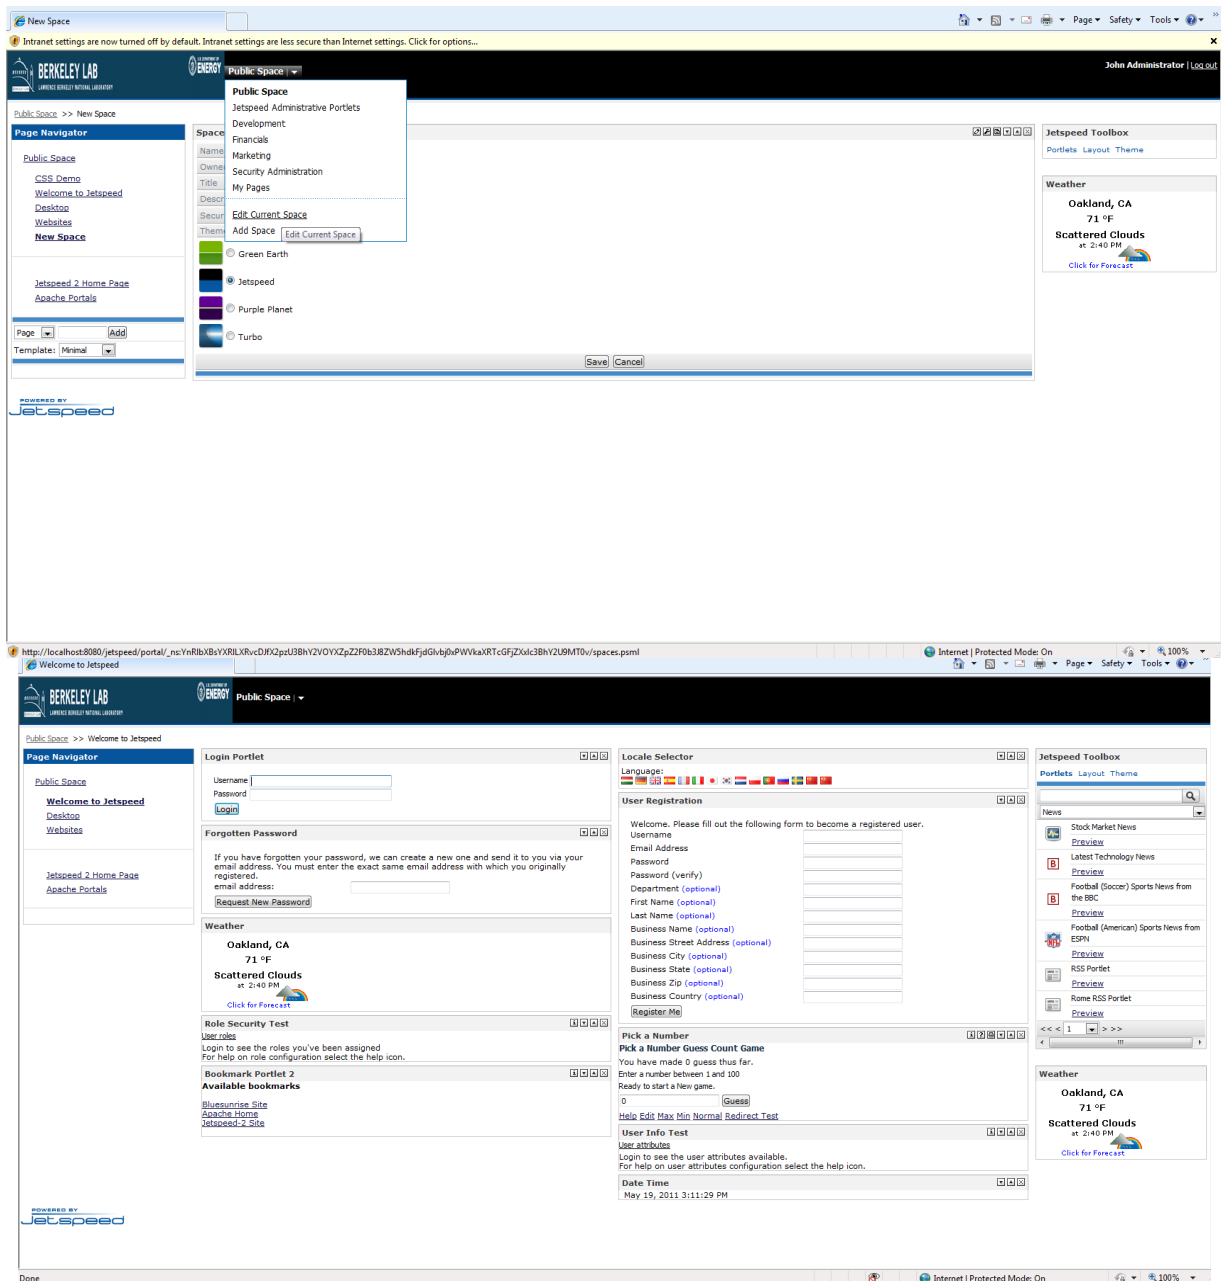 New Space
Page Safety Tools
Intranet settings are now turned off by default. Intranet settings are less secure than Internet settings. Click for options...
BERKELEY LAB
LAWRENCE BERKELEY NATIONAL LABORATORY
ENERGY
Public Space
John Administrator | Log out
Public Space
Jetspeed Administrative Portlets
Development
Financials
Marketing
Security Administration
My Pages
Edit Current Space
Add Space
Edit Current Space
Public Space >> New Space
Page Navigator
Public Space
CSS Demo
Welcome to Jetspeed
Desktop
Websites
New Space
Jetspeed 2 Home Page
Apache Portals
Page Add
Template: Minimal
Space
Name
Owne
Title
Descr
Secur
Them
Green Earth
Jetspeed
Purple Planet
Turbo
Save Cancel
Jetspeed Toolbox
Portlets Layout Theme
Weather
Oakland, CA
71 °F
Scattered Clouds
at 2:40 PM
Click for Forecast
POWERED BY
Jetspeed
Internet | Protected Mode: On
100%
Welcome to Jetspeed
Page Safety Tools
BERKELEY LAB
LAWRENCE BERKELEY NATIONAL LABORATORY
ENERGY
Public Space
Public Space >> Welcome to Jetspeed
Page Navigator
Public Space
Welcome to Jetspeed
Desktop
Websites
Jetspeed 2 Home Page
Apache Portals
Login Portlet
Username
Password
Login
Forgotten Password
If you have forgotten your password, we can create a new one and send it to you via your
email address. You must enter the exact same email address with which you originally
registered.
email address:
Request New Password
Weather
Oakland, CA
71 °F
Scattered Clouds
at 2:40 PM
Click for Forecast
Role Security Test
User roles
Login to see the roles you've been assigned
For help on role configuration select the help icon.
Bookmark Portlet 2
Available bookmarks
Bluesunrise Site
Apache Home
Jetspeed-2 Site
Locale Selector
Language:
User Registration
Welcome. Please fill out the following form to become a registered user.
Username
Email Address
Password
Password (verify)
Department (optional)
First Name (optional)
Last Name (optional)
Business Name (optional)
Business Street Address (optional)
Business City (optional)
Business State (optional)
Business Zip (optional)
Business Country (optional)
Register Me
Pick a Number
Pick a Number Guess Count Game
You have made 0 guess thus far.
Enter a number between 1 and 100
Ready to start a New game.
0 Guess
Help Edit Max Min Normal Redirect Test
User Info Test
User attributes
Login to see the user attributes available.
For help on user attributes configuration select the help icon.
Date Time
May 19, 2011 3:11:29 PM
Jetspeed Toolbox
Portlets Layout Theme
News
Stock Market News
Preview
Latest Technology News
Preview
Football (Soccer) Sports News from
the BBC
Preview
Football (American) Sports News from
ESPN
Preview
RSS Portlet
Preview
Rome RSS Portlet
Preview
<< < 1 > >>
Weather
Oakland, CA
71 °F
Scattered Clouds
at 2:40 PM
Click for Forecast
POWERED BY
Jetspeed
Done
Internet | Protected Mode: On
100%